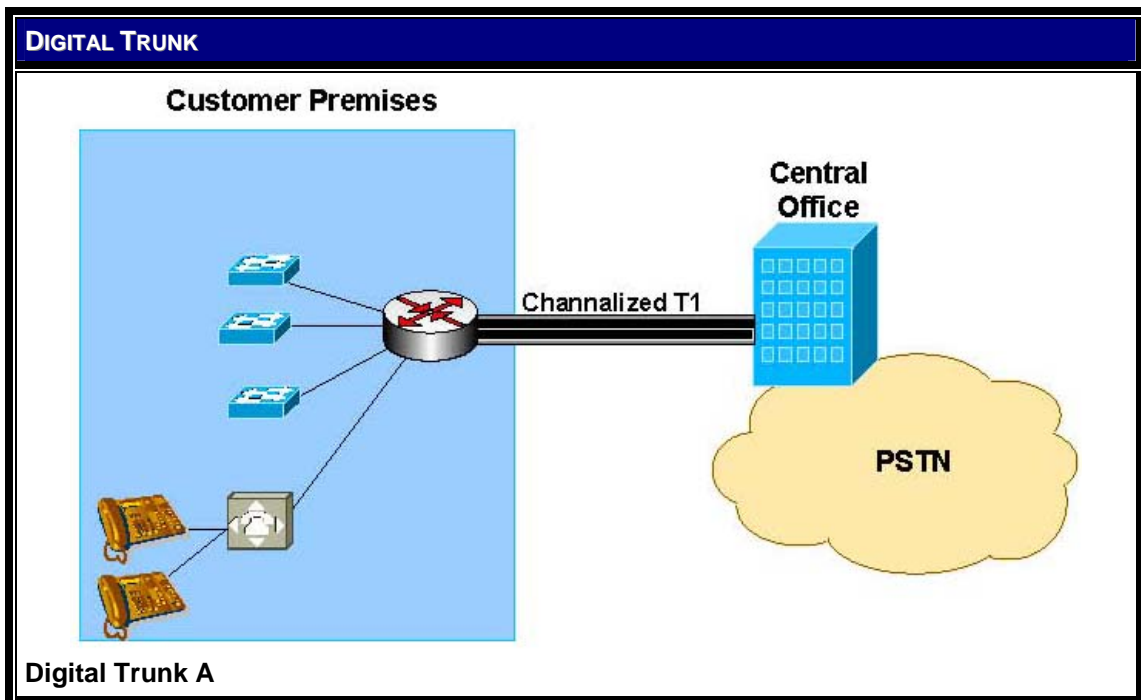 DIGITAL TRUNK
Customer Premises
Central
Office
Channalized T1
PSTN
Digital Trunk A